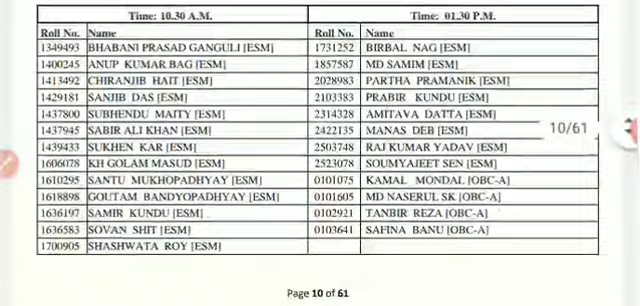 Time: 10.30 A.M. Time: 01.30 P.M.
Roll No. Name Roll No. Name
1349493 BHABANI PRASAD GANGULI [ESM] 1731252 BIRBAL NAG [ESM]
1400245 ANUP KUMAR BAG [ESM] 1857587 MD SAMIM [ESM]
1413492 CHIRANJIB HAIT [ESM] 2028983 PARTHA PRAMANIK [ESM]
1429181 SANJIB DAS [ESM] 2103383 PRABIR KUNDU [ESM]
1437800 SUBHENDU MAITY [ESM] 2314328 AMITAVA DATTA [ESM]
1437945 SABIR ALI KHAN [ESM] 2422135 MANAS DEB [ESM] 10/61
1439433 SUKHEN KAR [ESM] 2503748 RAJ KUMAR YADAV [ESM]
1606078 KH GOLAM MASUD [ESM] 2523078 SOUMYAJEET SEN [ESM]
1610295 SANTU MUKHOPADHYAY [ESM] 0101075 KAMAL MONDAL [OBC-A]
1618898 GOUTAM BANDYOPADHYAY [ESM] 0101605 MD NASERUL SK [OBC-A]
1636197 SAMIR KUNDU [ESM] 0102921 TANBIR REZA [OBC-A]
1636583 SOVAN SHIT [ESM] 0103641 SAFINA BANU [OBC-A]
1700905 SHASHWATA ROY [ESM]
Page 10 of 61